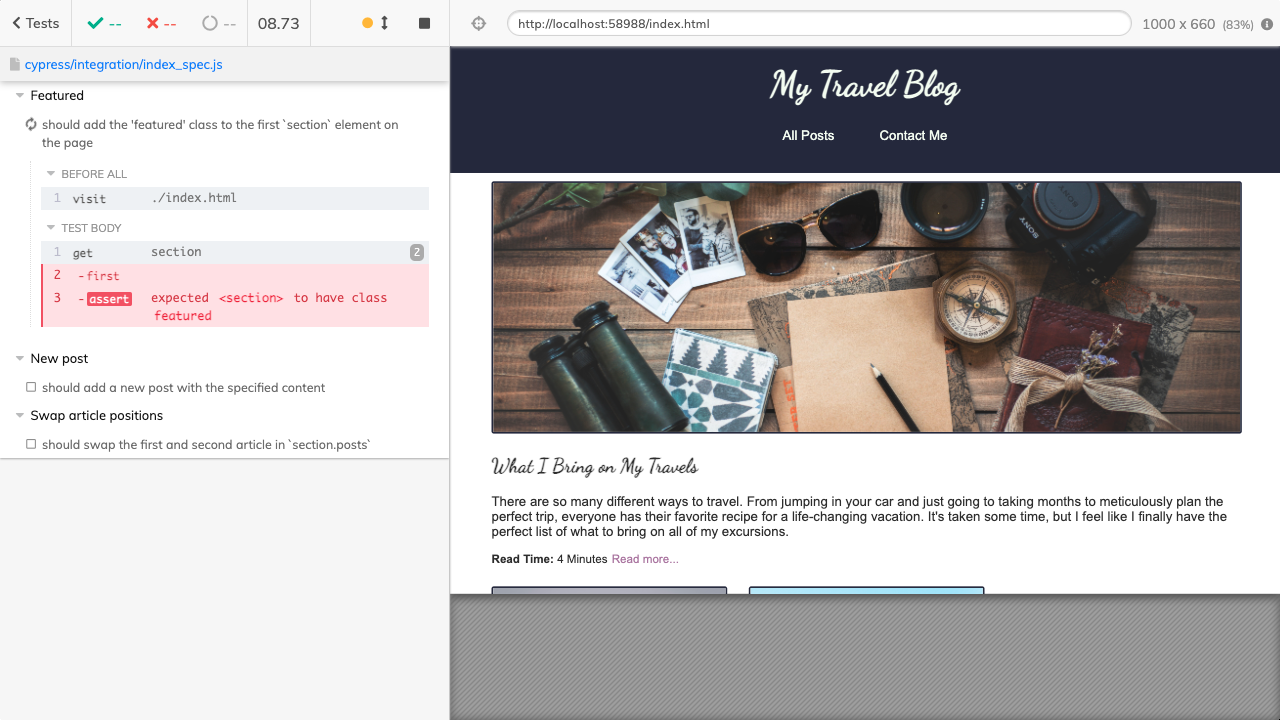 Tests -- -- -- 08.73
http://localhost:58988/index.html 1000 x 660 (83%)
cypress/integration/index_spec.js
Featured
should add the 'featured' class to the first `section` element on
the page
BEFORE ALL
1 visit ./index.html
TEST BODY
1 get section 2
2 -first
3 -assert expected <section> to have class
featured
New post
should add a new post with the specified content
Swap article positions
should swap the first and second article in `section.posts`
My Travel Blog
All Posts Contact Me
What I Bring on My Travels
There are so many different ways to travel. From jumping in your car and just going to taking months to meticulously plan the
perfect trip, everyone has their favorite recipe for a life-changing vacation. It's taken some time, but I feel like I finally have the
perfect list of what to bring on all of my excursions.
Read Time: 4 Minutes Read more...